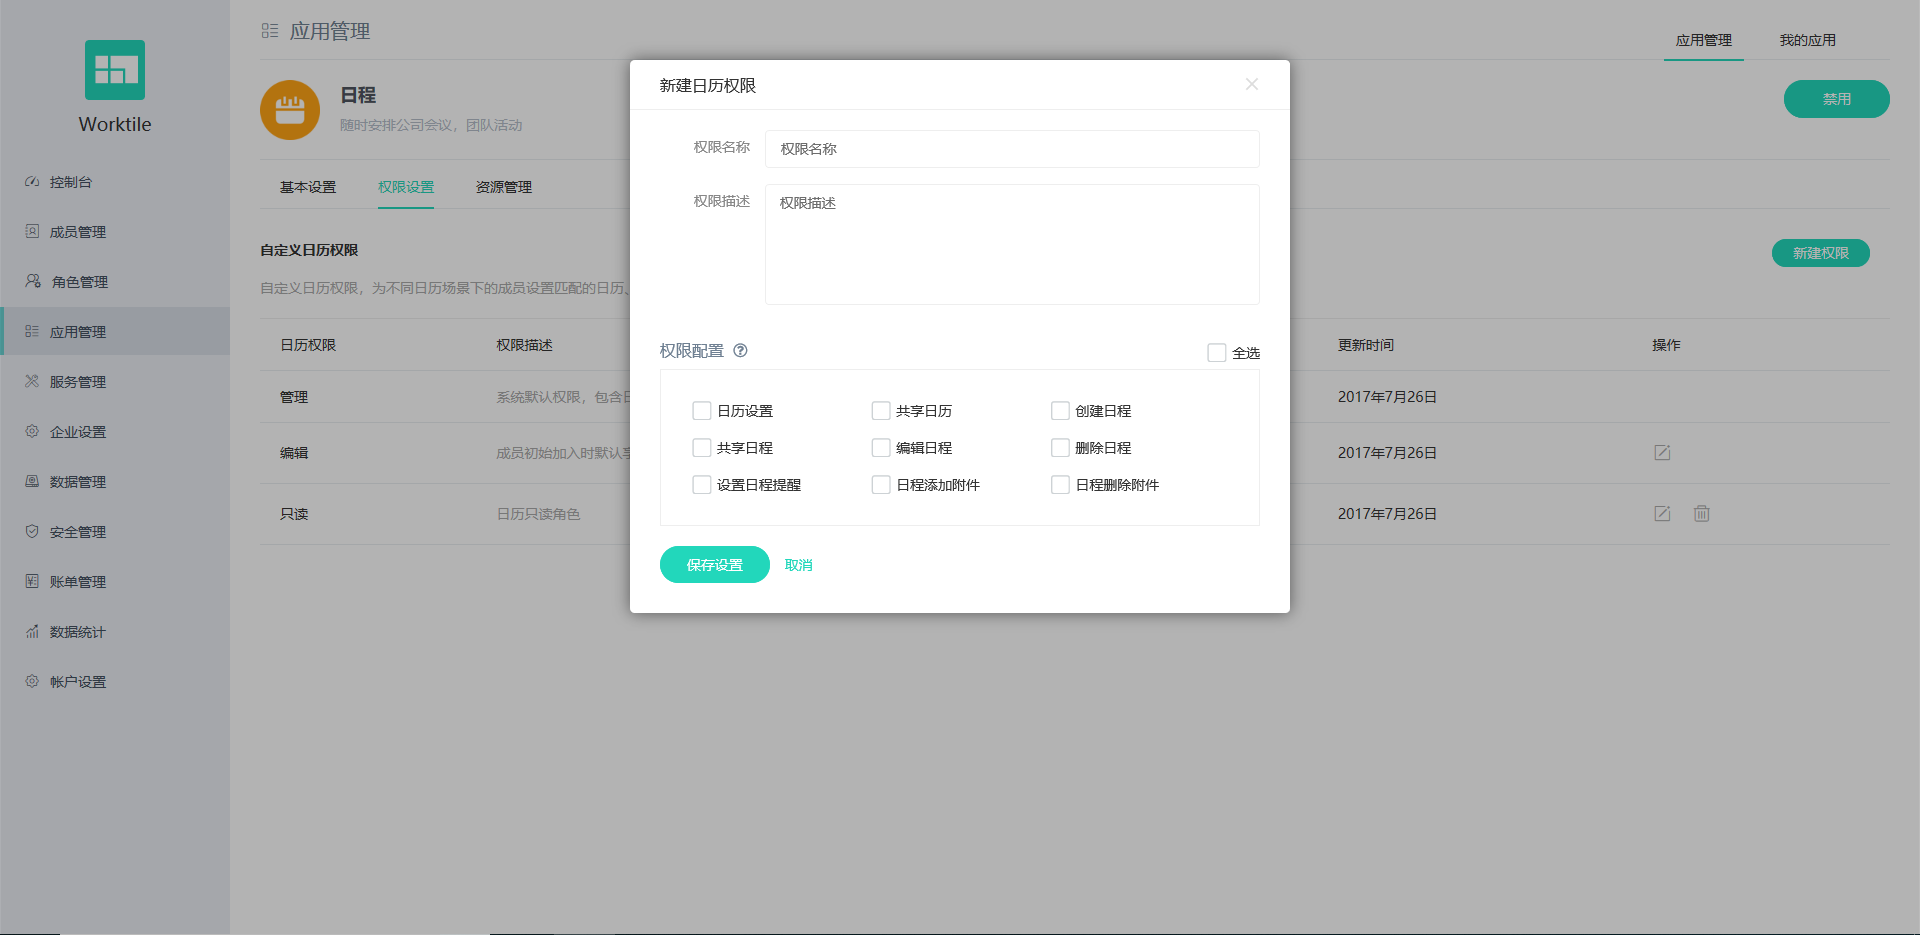 Worktile
控制台
成员管理
角色管理
应用管理
服务管理
企业设置
数据管理
安全管理
账单管理
数据统计
帐户设置
应用管理
应用管理 我的应用
日程
随时安排公司会议，团队活动
禁用
基本设置 权限设置 资源管理
自定义日历权限
新建权限
自定义日历权限，为不同日历场景下的成员设置匹配的日历、
日历权限 权限描述 更新时间 操作
管理 系统默认权限，包含 2017年7月26日
编辑 成员初始加入时默认 2017年7月26日
只读 日历只读角色 2017年7月26日
新建日历权限
权限名称 权限名称
权限描述 权限描述
权限配置 全选
日历设置 共享日历 创建日程
共享日程 编辑日程 删除日程
设置日程提醒 日程添加附件 日程删除附件
保存设置 取消